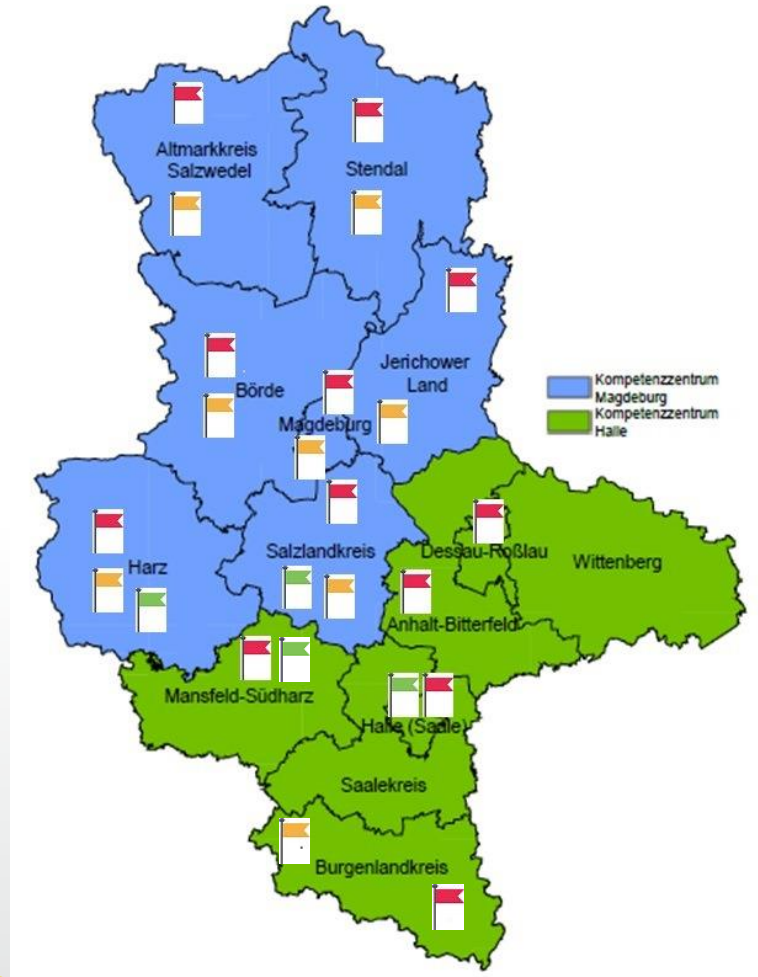 Altmarkkreis
Salzwedel
Stendal
Jerichower
Land
Börde
Magdeburg
Kompetenzzentrum
Magdeburg
Kompetenzzentrum
Halle
Harz
Salzlandkreis
Dessau-Roßlau
Wittenberg
Anhalt-Bitterfeld
Mansfeld-Südharz
Halle (Saale)
Saalekreis
Burgenlandkreis